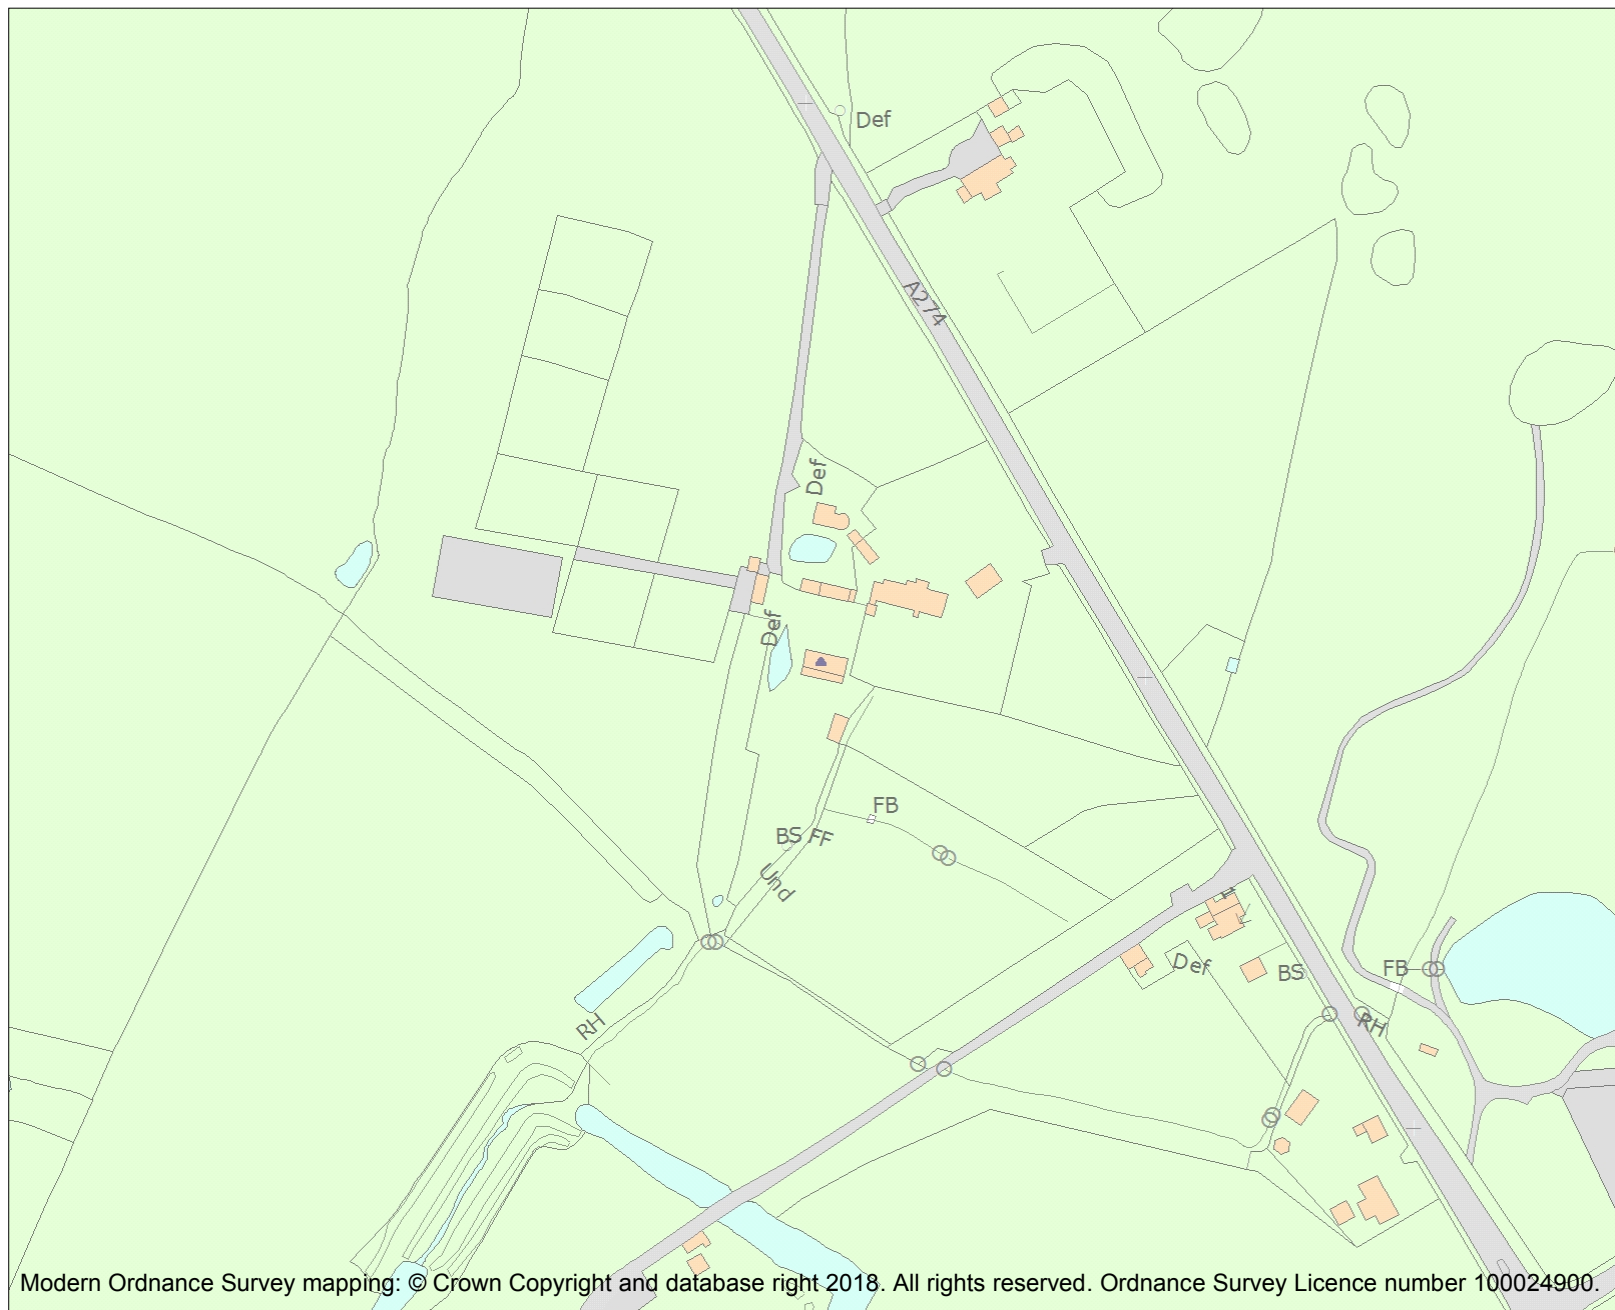 Def
A274
Def
Def
FB
BS FF
Und
Def
BS
FB
RH
RH
Modern Ordnance Survey mapping: © Crown Copyright and database right 2018. All rights reserved. Ordnance Survey Licence number 100024900.